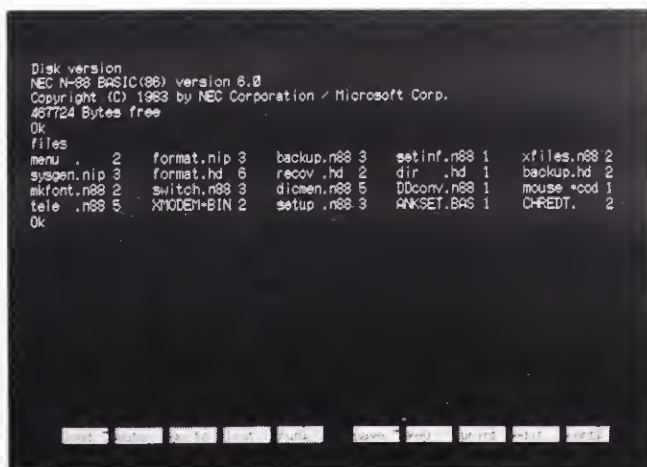 Disk version
NEC N-88 BASIC(86) version 6.0
Copyright (C) 1983 by NEC Corporation / Microsoft Corp.
467724 Bytes free
Ok
files
menu  .     2     format.nip 3     backup.n88 3     setinf.n88 1     xfiles.n88 2
sysgen.nip 3     format.hd  6     recov .hd  2     dir   .hd  1     backup.hd  2
mkfont.n88 2     switch.n88 3     dicmen.n88 5     DDconv.n88 1     mouse *cod 1
tele  .n88 5     XMODEM*BIN 2     setup .n88 3     ANKSET.BAS 1     CHREDT.    2
Ok